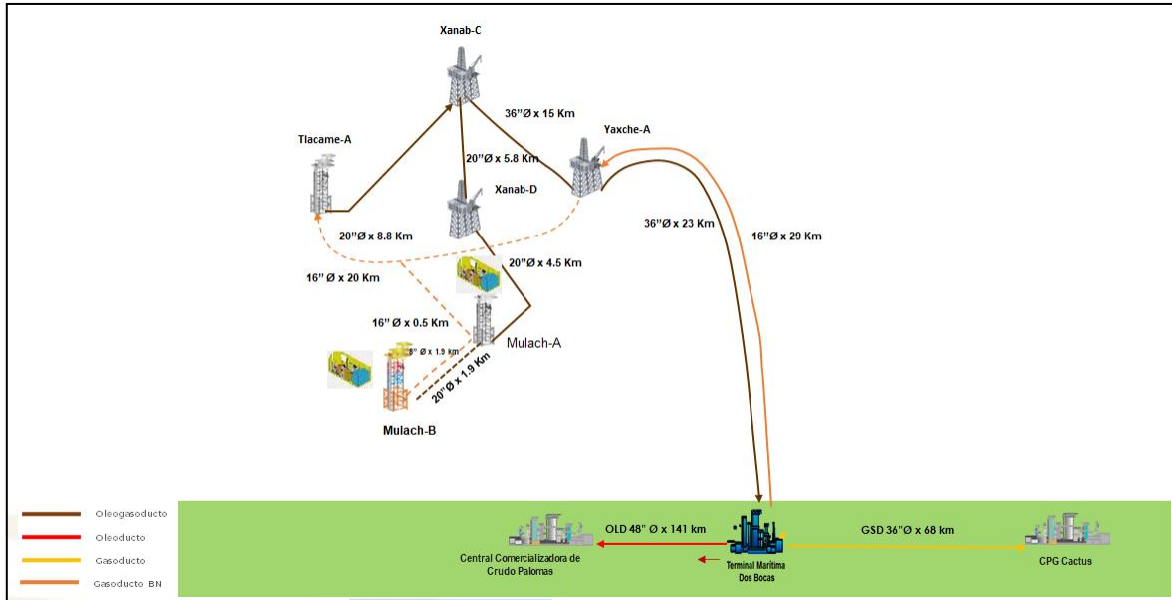 Xanab-C
36”Ø x 15 Km
Yaxche-A
Tlacame-A
20”Ø x 5.8 Km
Xanab-D
36”Ø x 23 Km
16”Ø x 29 Km
20”Ø x 8.8 Km
20”Ø x 4.5 Km
16” Ø x 20 Km
16” Ø x 0.5 Km
Mulach-A
8” Ø x 1.9 km
20”Ø x 1.9 Km
Mulach-B
Oleogasoducto
Oleoducto
Gasoducto
Gasoducto BN
OLD 48” Ø x 141 km
GSD 36”Ø x 68 km
Central Comercializadora de
Crudo Palomas
Terminal Marítima
Dos Bocas
CPG Cactus